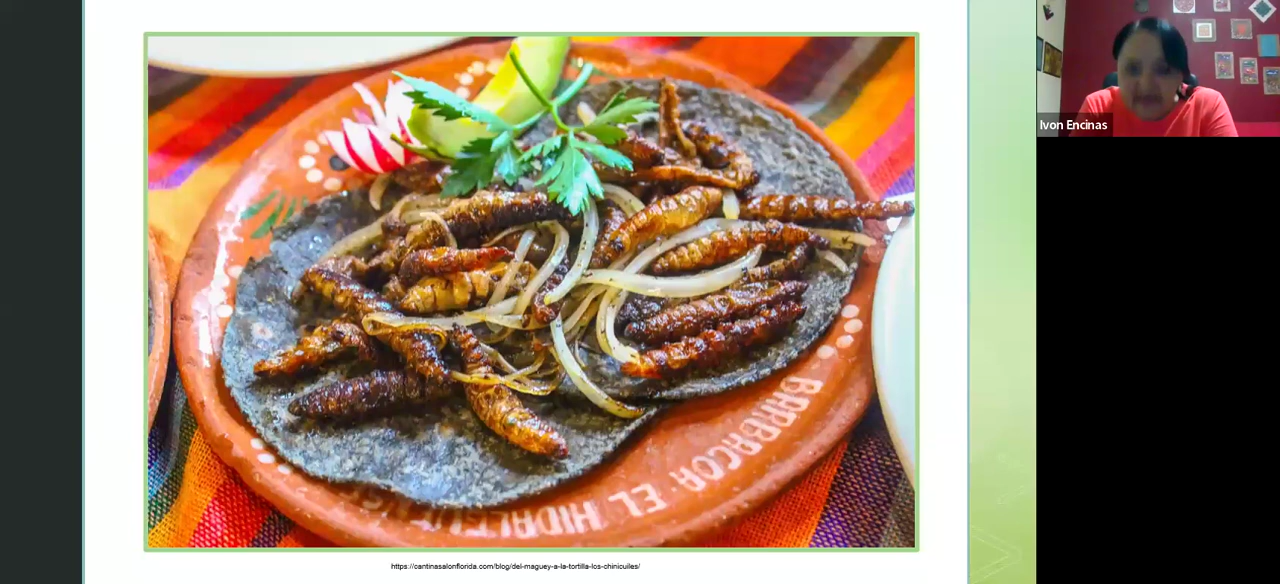 Ivon Encinas
BARBACOA EL HIDALGUENSE
https://cantinasalonflorida.com/blog/del-maguey-a-la-tortilla-los-chinicuiles/